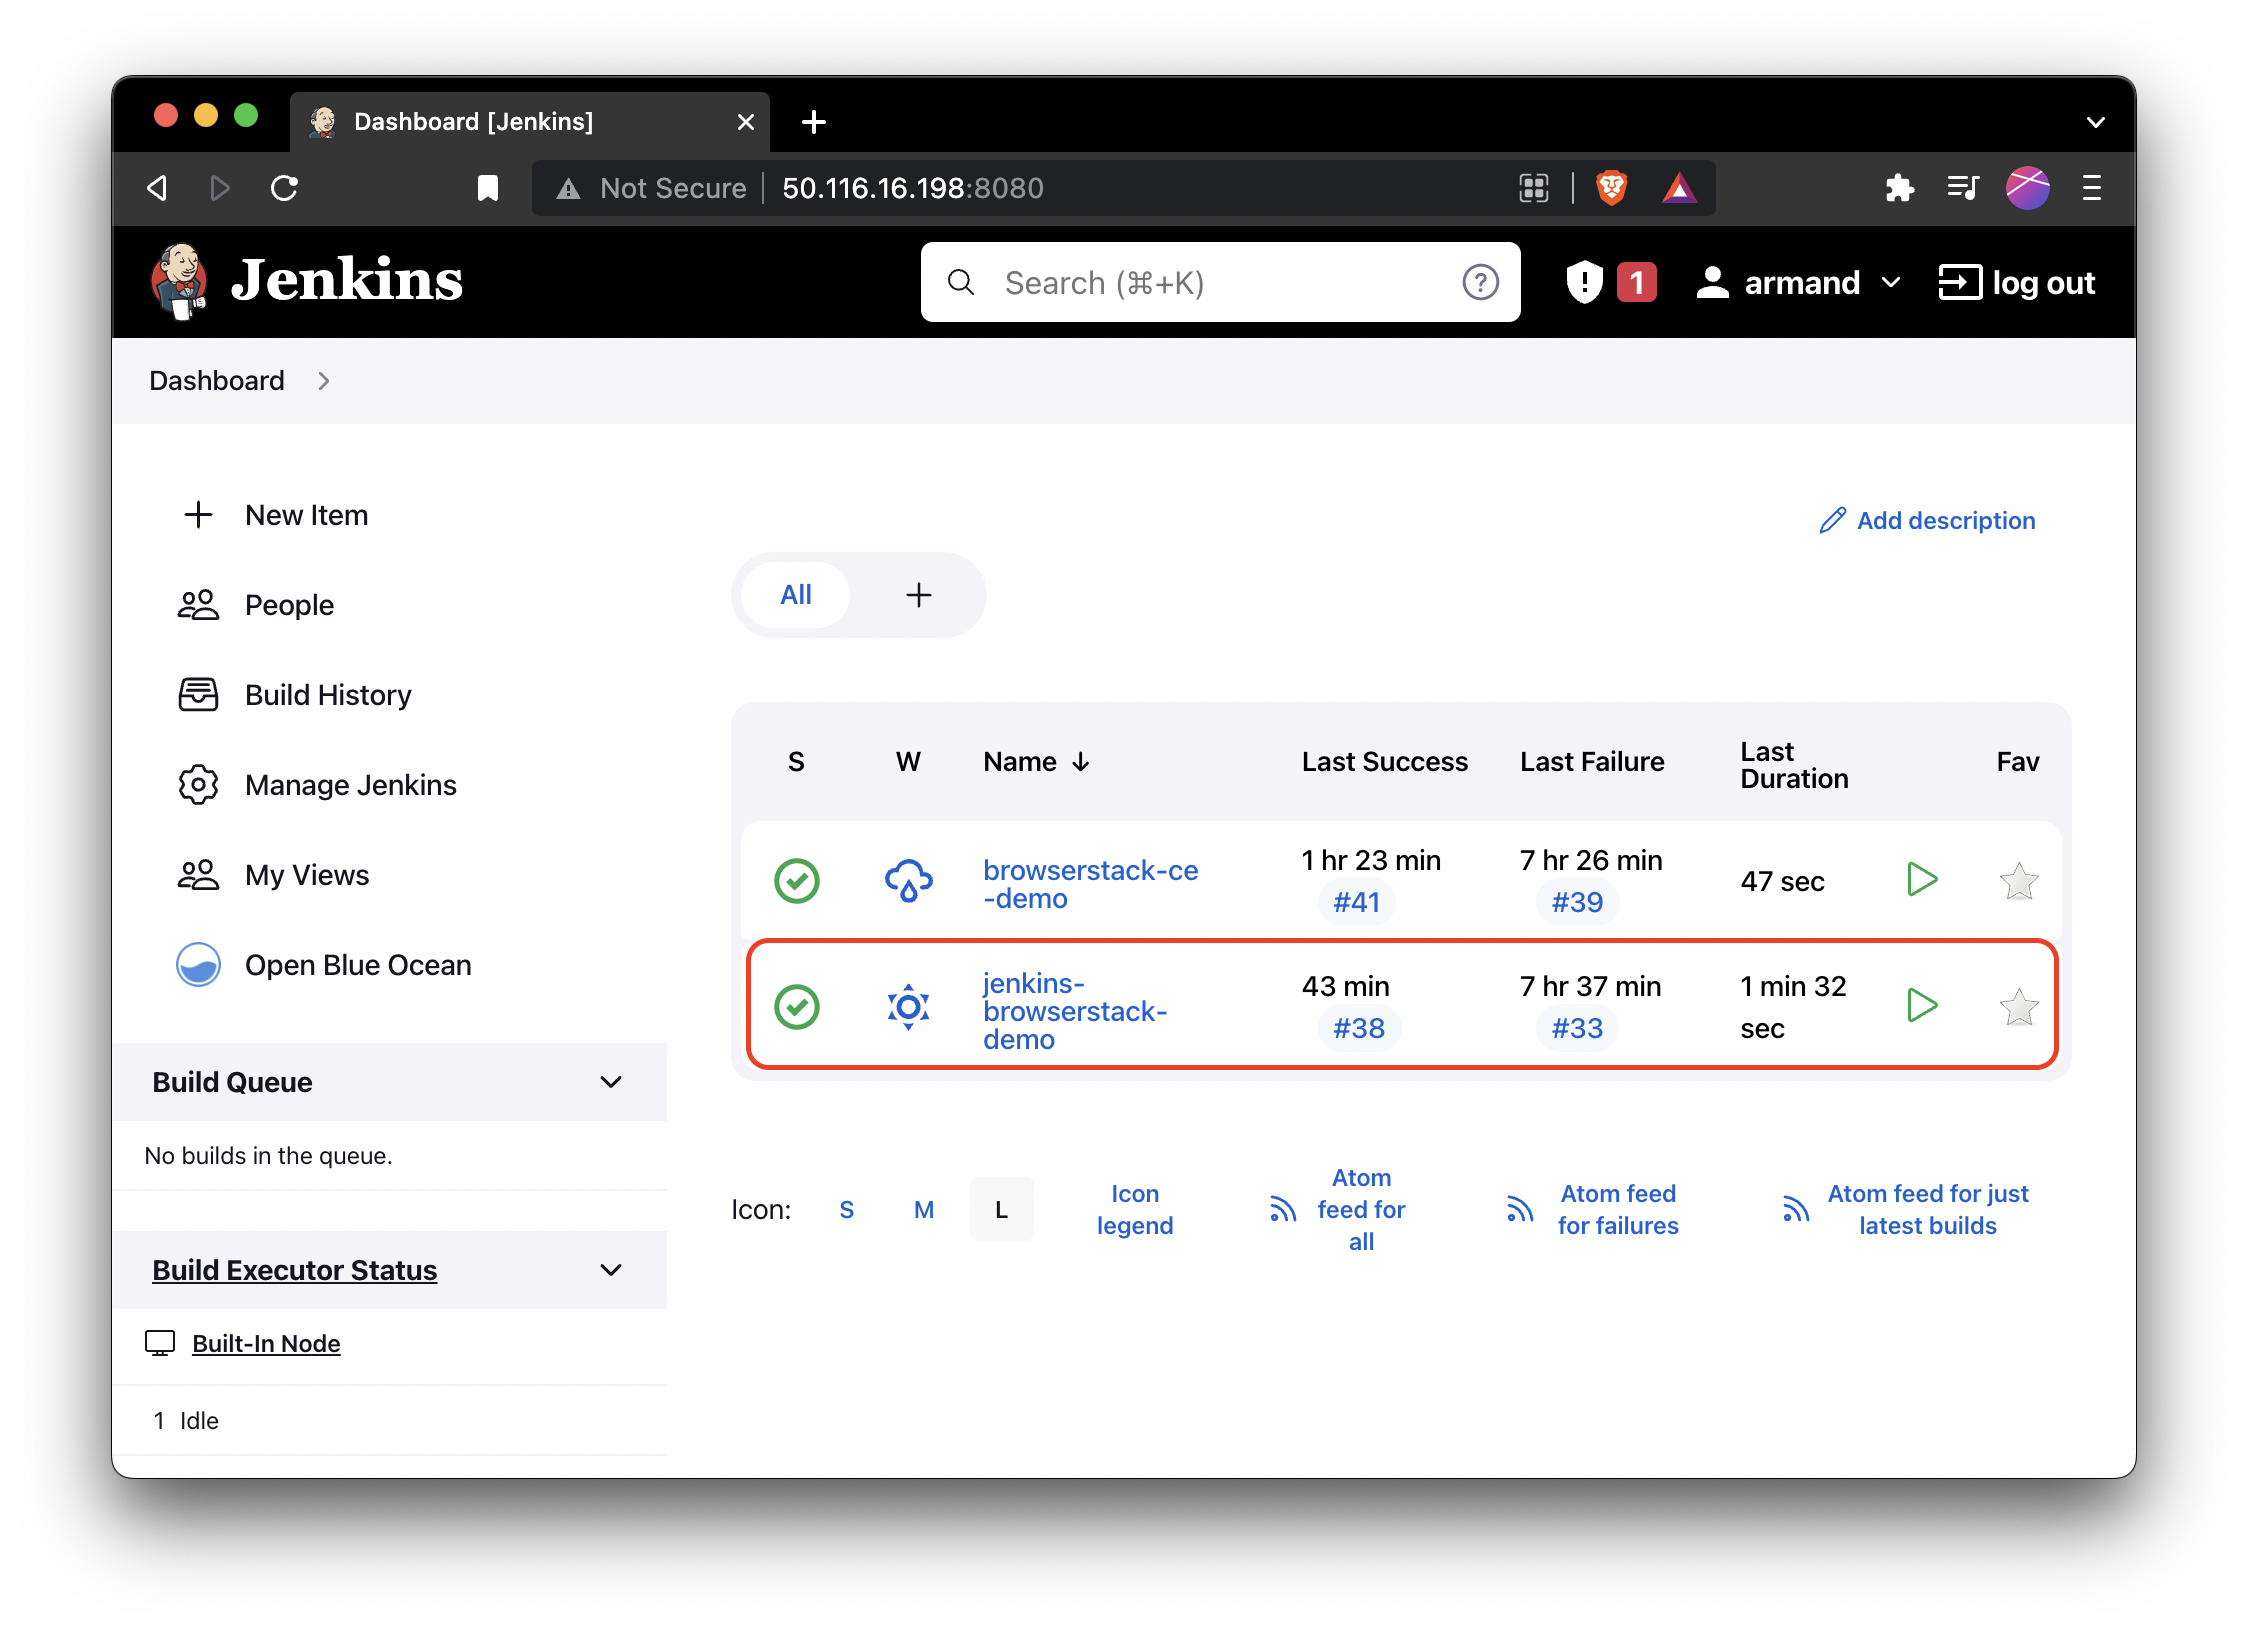 Dashboard [Jenkins]
Not Secure 50.116.16.198:8080
Jenkins
Search (⌘+K)
1
armand
log out
Dashboard
New Item
People
Build History
Manage Jenkins
My Views
Open Blue Ocean
Build Queue
No builds in the queue.
Build Executor Status
Built-In Node
1 Idle
Add description
All
S W Name ↓ Last Success Last Failure Last
Duration Fav
browserstack-ce
-demo
1 hr 23 min
#41
7 hr 26 min
#39
47 sec
jenkins-
browserstack-
demo
43 min
#38
7 hr 37 min
#33
1 min 32
sec
Icon: S M L
Icon
legend
Atom
feed for
all
Atom feed
for failures
Atom feed for just
latest builds